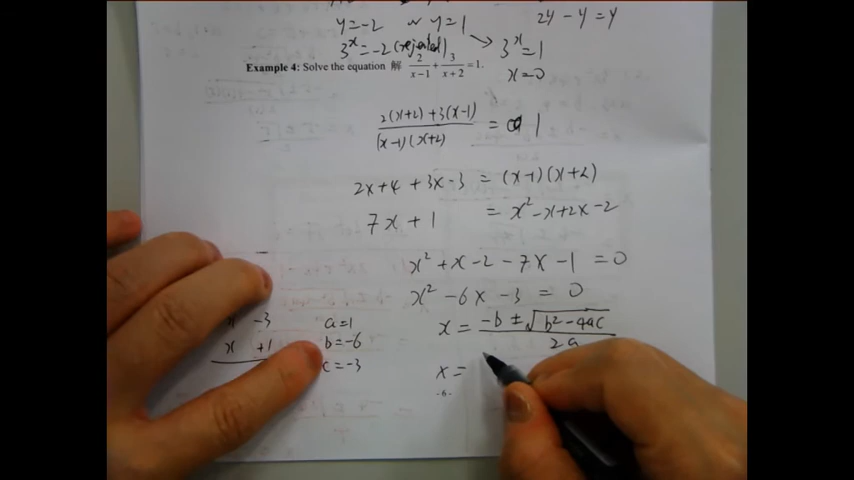 y=-2 or y=1
2y-y=y
3^x=-2 (rejected)
3^x=1
Example 4: Solve the equation 解 2/(x-1) + 3/(x+2) =1.
x=0
(2(x+2)+3(x-1))/((x-1)(x+2)) = 1
2x+4+3x-3 = (x-1)(x+2)
7x+1 = x²-x+2x-2
x²+x-2-7x-1 =0
x²-6x-3 = 0
x -3
a=1
x = (-b±√(b²-4ac))/(2a)
x +1
b=-6
c=-3
x =
-6-